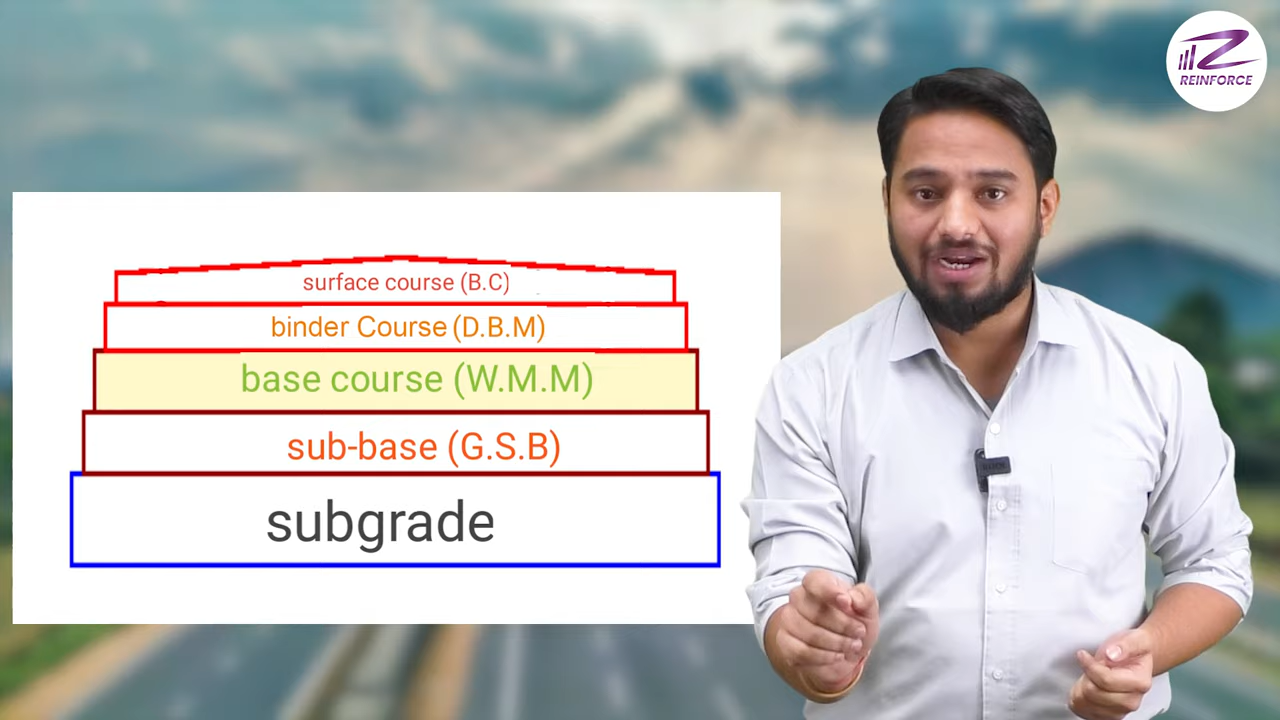 REINFORCE
surface course (B.C)
binder Course (D.B.M)
base course (W.M.M)
sub-base (G.S.B)
subgrade